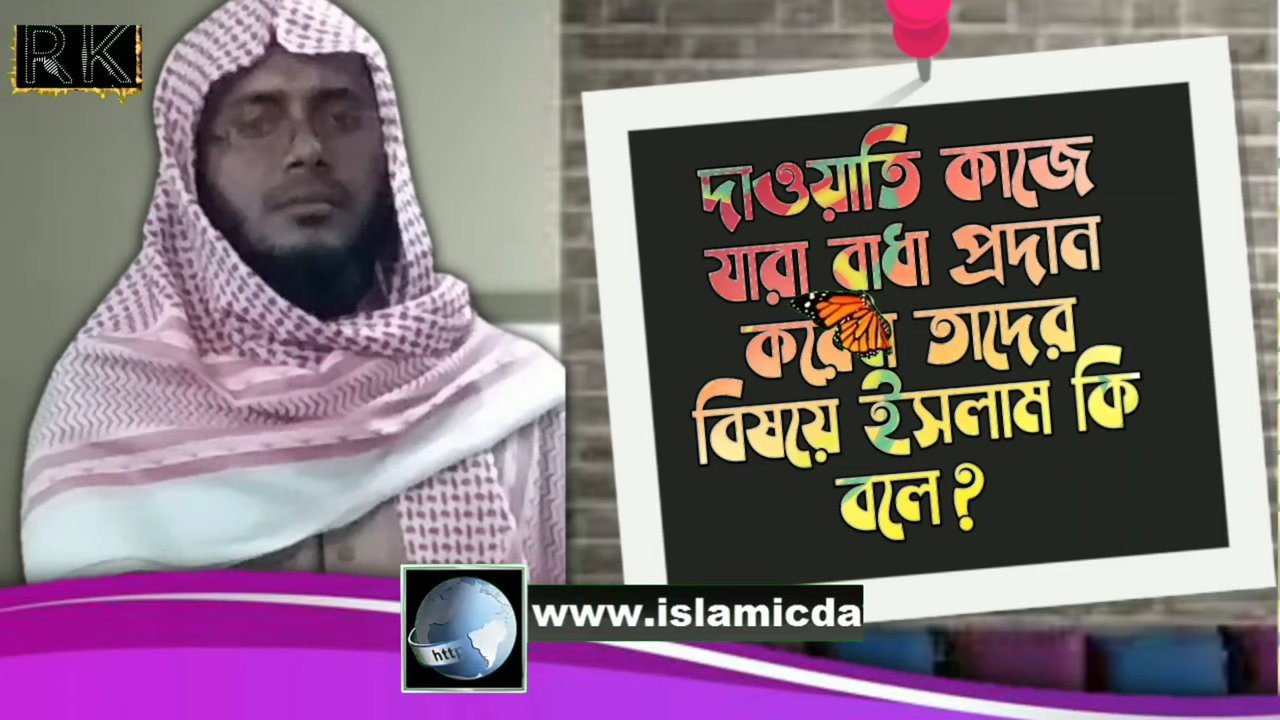 RK
দাওয়াতি কাজে
যারা বাধা প্রদান
তাদের
বিষয়ে ইসলাম কি
বলে?
http
www.islamicda